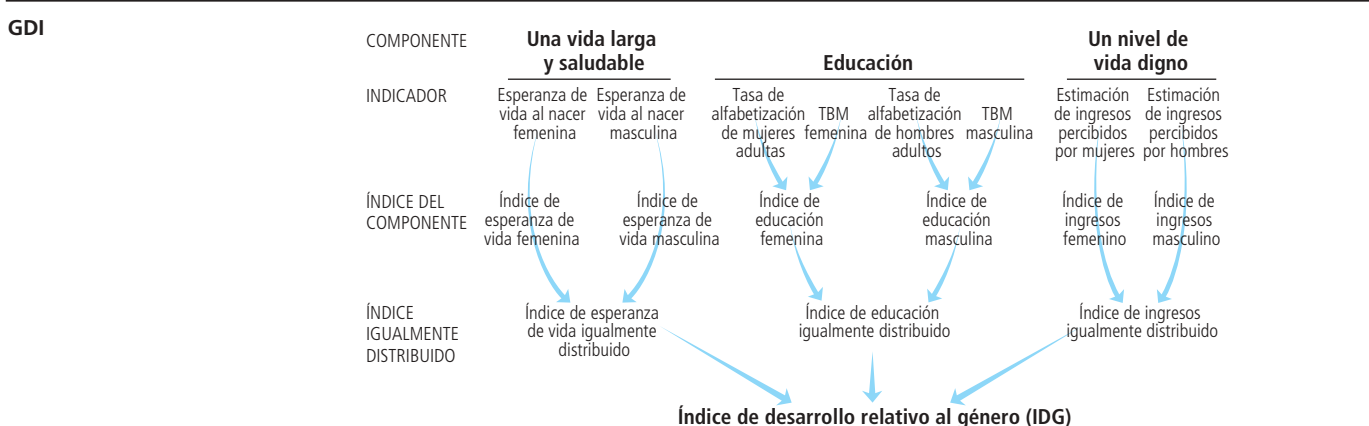 GDI
COMPONENTE
Una vida larga
y saludable
Educación
Un nivel de
vida digno
INDICADOR
Esperanza de
vida al nacer
femenina
Esperanza de
vida al nacer
masculina
Tasa de
alfabetización
de mujeres
adultas
TBM
femenina
Tasa de
alfabetización
de hombres
adultos
TBM
masculina
Estimación
de ingresos
percibidos
por mujeres
Estimación
de ingresos
percibidos
por hombres
ÍNDICE DEL
COMPONENTE
Índice de
esperanza de
vida femenina
Índice de
esperanza de
vida masculina
Índice de
educación
femenina
Índice de
educación
masculina
Índice de
ingresos
femenino
Índice de
ingresos
masculino
ÍNDICE
IGUALMENTE
DISTRIBUIDO
Índice de esperanza
de vida igualmente
distribuido
Índice de educación
igualmente distribuido
Índice de ingresos
igualmente distribuido
Índice de desarrollo relativo al género (IDG)